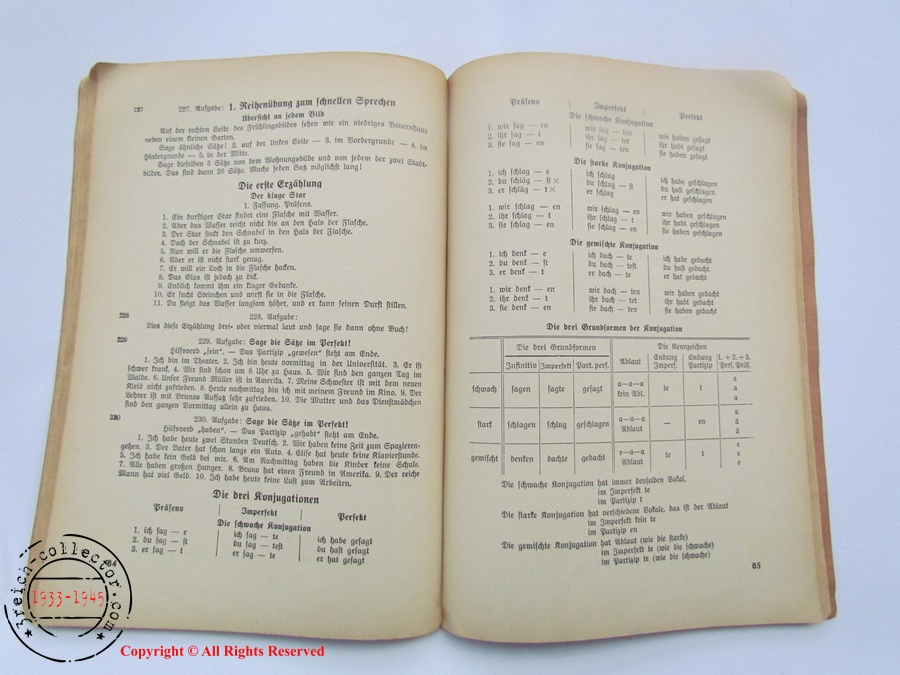 227 227. Aufgabe: 1. Reihenübung zum schnellen Sprechen
Übersicht an jedem Bild
Auf der rechten Seite des Frühlingsbildes sehen wir ein niedriges Bauernhaus
neben einem kleinen Garten.
Sage ähnliche Sätze! 2. auf der linken Seite — 3. im Vordergrunde — 4. im
Hintergrunde — 5. in der Mitte.
Sage dieselben 5 Sätze von dem Wohnungsbilde und von jedem der zwei Stadt-
bilder. Das sind dann 20 Sätze. Mache jeden Satz möglichst lang!
Die erste Erzählung
Der kluge Star
1. Fassung. Präsens.
1. Ein durstiger Star findet eine Flasche mit Wasser.
2. Aber das Wasser reicht nicht bis an den Hals der Flasche.
3. Der Star steckt den Schnabel in den Hals der Flasche.
4. Doch der Schnabel ist zu kurz.
5. Nun will er die Flasche umwerfen.
6. Aber er ist nicht stark genug.
7. Er will ein Loch in die Flasche hacken.
8. Das Glas ist jedoch zu dick.
9. Endlich kommt ihm ein kluger Gedanke.
10. Er sucht Steinchen und wirft sie in die Flasche.
11. Da steigt das Wasser langsam höher, und er kann seinen Durst stillen.
228 228. Aufgabe:
Lies diese Erzählung drei- oder viermal laut und sage sie dann ohne Buch!
229 229. Aufgabe: Sage die Sätze im Perfekt!
Hilfsverb „sein“. — Das Partizip „gewesen“ steht am Ende.
1. Ich bin im Theater. 2. Ich bin heute vormittag in der Universität. 3. Er ist
schwer krank. 4. Wir sind schon um 8 Uhr zu Haus. 5. Wir sind den ganzen Tag im
Walde. 6. Unser Freund Müller ist in Amerika. 7. Meine Schwester ist mit dem neuen
Kleid nicht zufrieden. 8. Heute nachmittag bin ich mit meinem Freund im Kino. 9. Der
Lehrer ist mit Brunos Aufsatz sehr zufrieden. 10. Die Mutter und das Dienstmädchen
sind den ganzen Vormittag allein zu Haus.
230 230. Aufgabe: Sage die Sätze im Perfekt!
Hilfsverb „haben“. — Das Partizip „gehabt“ steht am Ende.
1. Ich habe heute zwei Stunden Deutsch. 2. Wir haben keine Zeit zum Spazieren-
gehen. 3. Der Vater hat schon lange ein Auto. 4. Elise hat heute keine Klavierstunde.
5. Ich habe kein Geld bei mir. 6. Am Nachmittag haben die Kinder keine Schule.
7. Alle haben großen Hunger. 8. Bruno hat einen Freund in Amerika. 9. Der reiche
Mann hat viel Geld. 10. Ich habe heute keine Lust zum Arbeiten.
Die drei Konjugationen
Präsens Imperfekt Perfekt
Die schwache Konjugation
1. ich sag — e ich sag — te ich habe gesagt
2. du sag — st du sag — test du hast gesagt
3. er sag — t er sag — te er hat gesagt
Präsens Imperfekt Perfekt
Die schwache Konjugation
1. wir sag — en wir sag — ten wir haben gesagt
2. ihr sag — t ihr sag — tet ihr habt gesagt
3. sie sag — en sie sag — ten sie haben gesagt
Die starke Konjugation
1. ich schlag — e ich schlug ich habe geschlagen
2. du schläg — st × du schlug — st du hast geschlagen
3. er schläg — t × er schlug er hat geschlagen
1. wir schlag — en wir schlug — en wir haben geschlagen
2. ihr schlag — t ihr schlug — t ihr habt geschlagen
3. sie schlag — en sie schlug — en sie haben geschlagen
Die gemischte Konjugation
1. ich denk — e ich dach — te ich habe gedacht
2. du denk — st du dach — test du hast gedacht
3. er denk — t er dach — te er hat gedacht
1. wir denk — en wir dach — ten wir haben gedacht
2. ihr denk — t ihr dach — tet ihr habt gedacht
3. sie denk — en sie dach — ten sie haben gedacht
Die drei Grundformen der Konjugation
Die drei Grundformen Die Kennzeichen
Infinitiv Imperfekt Part. perf. Ablaut Endung Imperf. Endung Partizip 1. + 2. + 3. Pers. Präs.
schwach sagen sagte gesagt a—a—a kein Abl. te t a a a
stark schlagen schlug geschlagen a—u—a Ablaut — en a ä ä
gemischt denken dachte gedacht e—a—a Ablaut te t e e e
Die schwache Konjugation hat immer denselben Vokal,
im Imperfekt te
im Partizip t
Die starke Konjugation hat verschiedene Vokale, das ist der Ablaut
im Imperfekt kein te
im Partizip en
Die gemischte Konjugation hat Ablaut (wie die starke)
im Imperfekt te (wie die schwache)
im Partizip te (wie die schwache)
85
3reich-collector.com
1933-1945
Copyright © All Rights Reserved